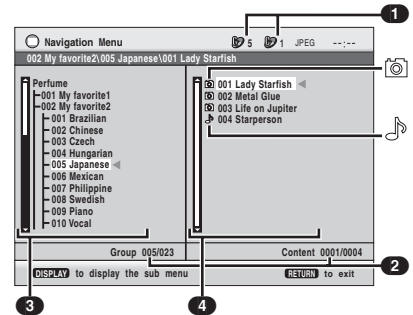 1
Navigation Menu 5 1 JPEG --:--
002 My favorite2\005 Japanese\001 Lady Starfish
Perfume
001 My favorite1
002 My favorite2
001 Brazilian
002 Chinese
003 Czech
004 Hungarian
005 Japanese
006 Mexican
007 Philippine
008 Swedish
009 Piano
010 Vocal
001 Lady Starfish
002 Metal Glue
003 Life on Jupiter
004 Starperson
Group 005/023
Content 0001/0004
DISPLAY to display the sub menu
RETURN to exit
2
3
4